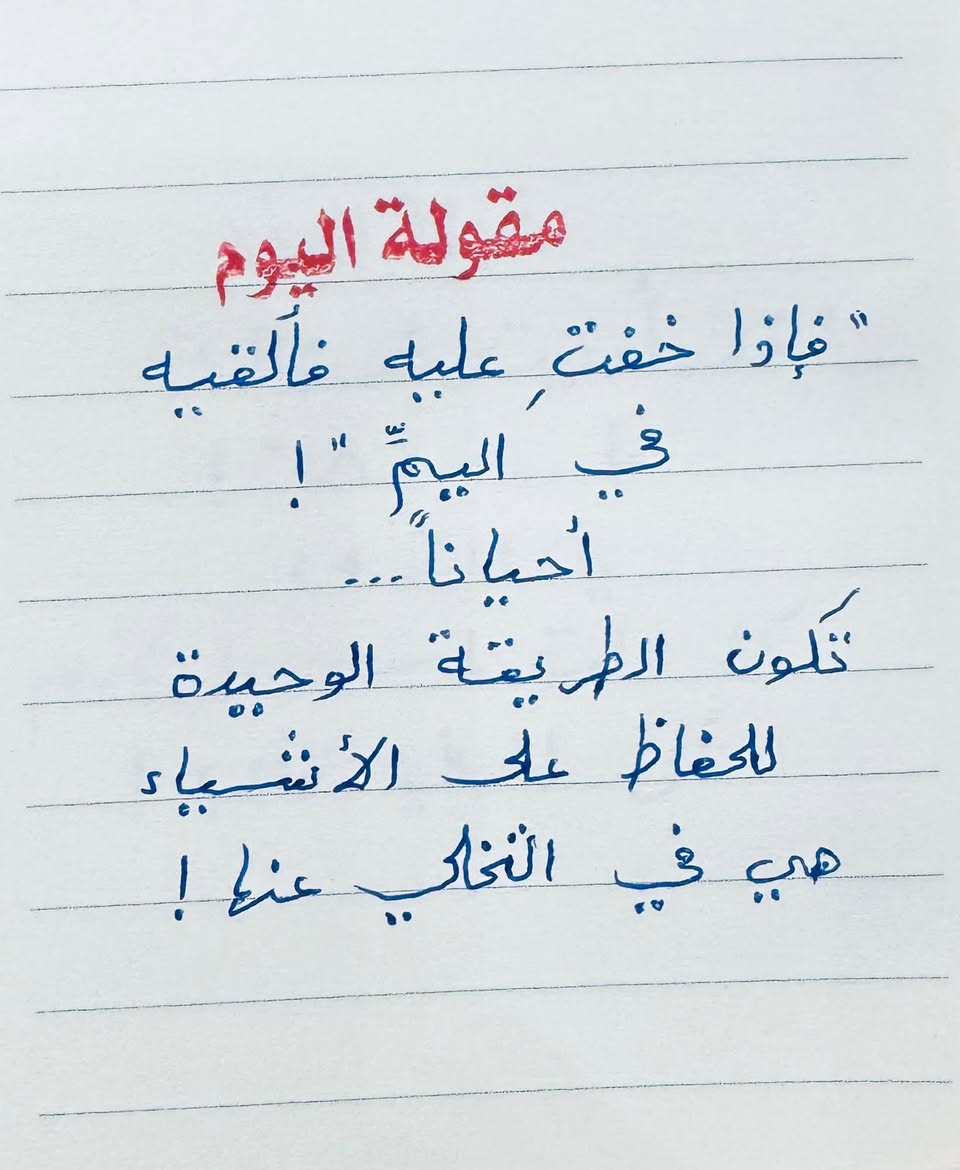 مقولة اليوم
"فإذا خفتِ عليه فألقيه
في اليمِّ"!
أحياناً...
تكون الطريقة الوحيدة
للحفاظ على الأشياء
هي في التخلي عنها!